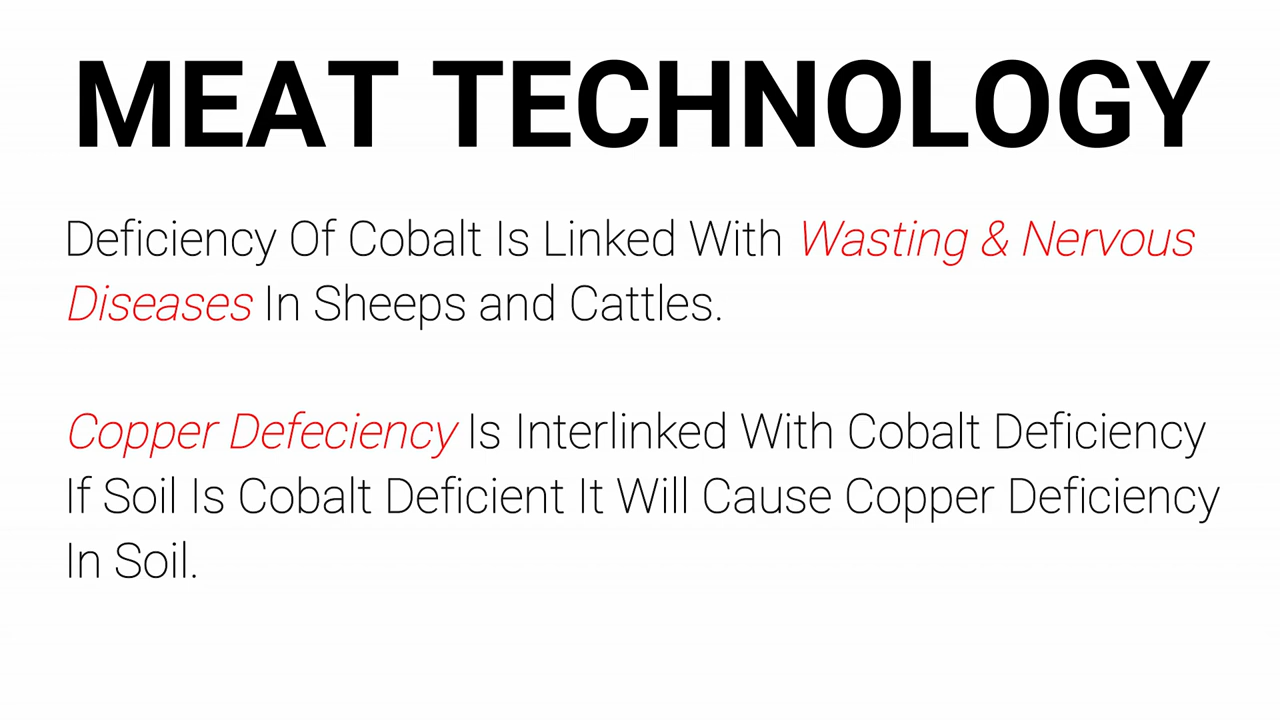 MEAT TECHNOLOGY
Deficiency Of Cobalt Is Linked With Wasting & Nervous
Diseases In Sheeps and Cattles.
Copper Defeciency Is Interlinked With Cobalt Deficiency
If Soil Is Cobalt Deficient It Will Cause Copper Deficiency
In Soil.